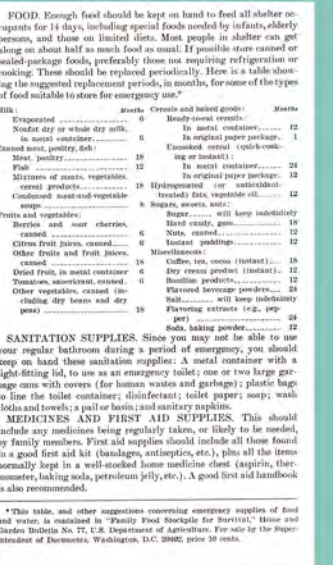 FOOD. Enough food should be kept on hand to feed all shelter oc-
cupants for 14 days, including special foods needed by infants, elderly
persons, and those on limited diets. Most people in shelter can get
along on about half as much food as usual. If possible store canned or
sealed-package foods, preferably those not requiring refrigeration or
cooking. These should be replaced periodically. Here is a table show-
ing the suggested replacement periods, in months, for some of the types
of food suitable to store for emergency use.*
Milk: Months
Evaporated 6
Nonfat dry or whole dry milk,
in metal container 6
Canned meat, poultry, fish:
Meat, poultry 18
Fish 12
Mixtures of meats, vegetables,
cereal products 18
Condensed meat-and-vegetable
soups 8
Fruits and vegetables:
Berries and sour cherries,
canned 6
Citrus fruit juices, canned 6
Other fruits and fruit juices,
canned 18
Dried fruit, in metal container 6
Tomatoes, sauerkraut, canned 6
Other vegetables, canned (in-
cluding dry beans and dry
peas) 18
Cereals and baked goods: Months
Ready-to-eat cereals:
In metal container 12
In original paper package 1
Uncooked cereal (quick-cook-
ing or instant):
In metal container 24
In original paper package 12
Hydrogenated (or antioxidant-
treated) fats, vegetable oil 12
Sugars, sweets, nuts:
Sugar will keep indefinitely
Hard candy, gum 18
Nuts, canned 12
Instant puddings 12
Miscellaneous:
Coffee, tea, cocoa (instant) 18
Dry cream product (instant) 12
Bouillon products 12
Flavored beverage powders 24
Salt will keep indefinitely
Flavoring extracts (e.g., pep-
per) 24
Soda, baking powder 12
SANITATION SUPPLIES. Since you may not be able to use
your regular bathroom during a period of emergency, you should
keep on hand these sanitation supplies: A metal container with a
tight-fitting lid, to use as an emergency toilet; one or two large gar-
bage cans with covers (for human wastes and garbage); plastic bags
to line the toilet container; disinfectant; toilet paper; soap; wash
cloths and towels; a pail or basin; and sanitary napkins.
MEDICINES AND FIRST AID SUPPLIES. This should
include any medicines being regularly taken, or likely to be needed,
by family members. First aid supplies should include all those found
in a good first aid kit (bandages, antiseptics, etc.), plus all the items
normally kept in a well-stocked home medicine chest (aspirin, ther-
mometer, baking soda, petroleum jelly, etc.). A good first aid handbook
is also recommended.
* This table, and other suggestions concerning emergency supplies of food
and water, is contained in "Family Food Stockpile for Survival," Home and
Garden Bulletin No. 77, U.S. Department of Agriculture. For sale by the Super-
intendent of Documents, Washington, D.C. 20402, price 10 cents.